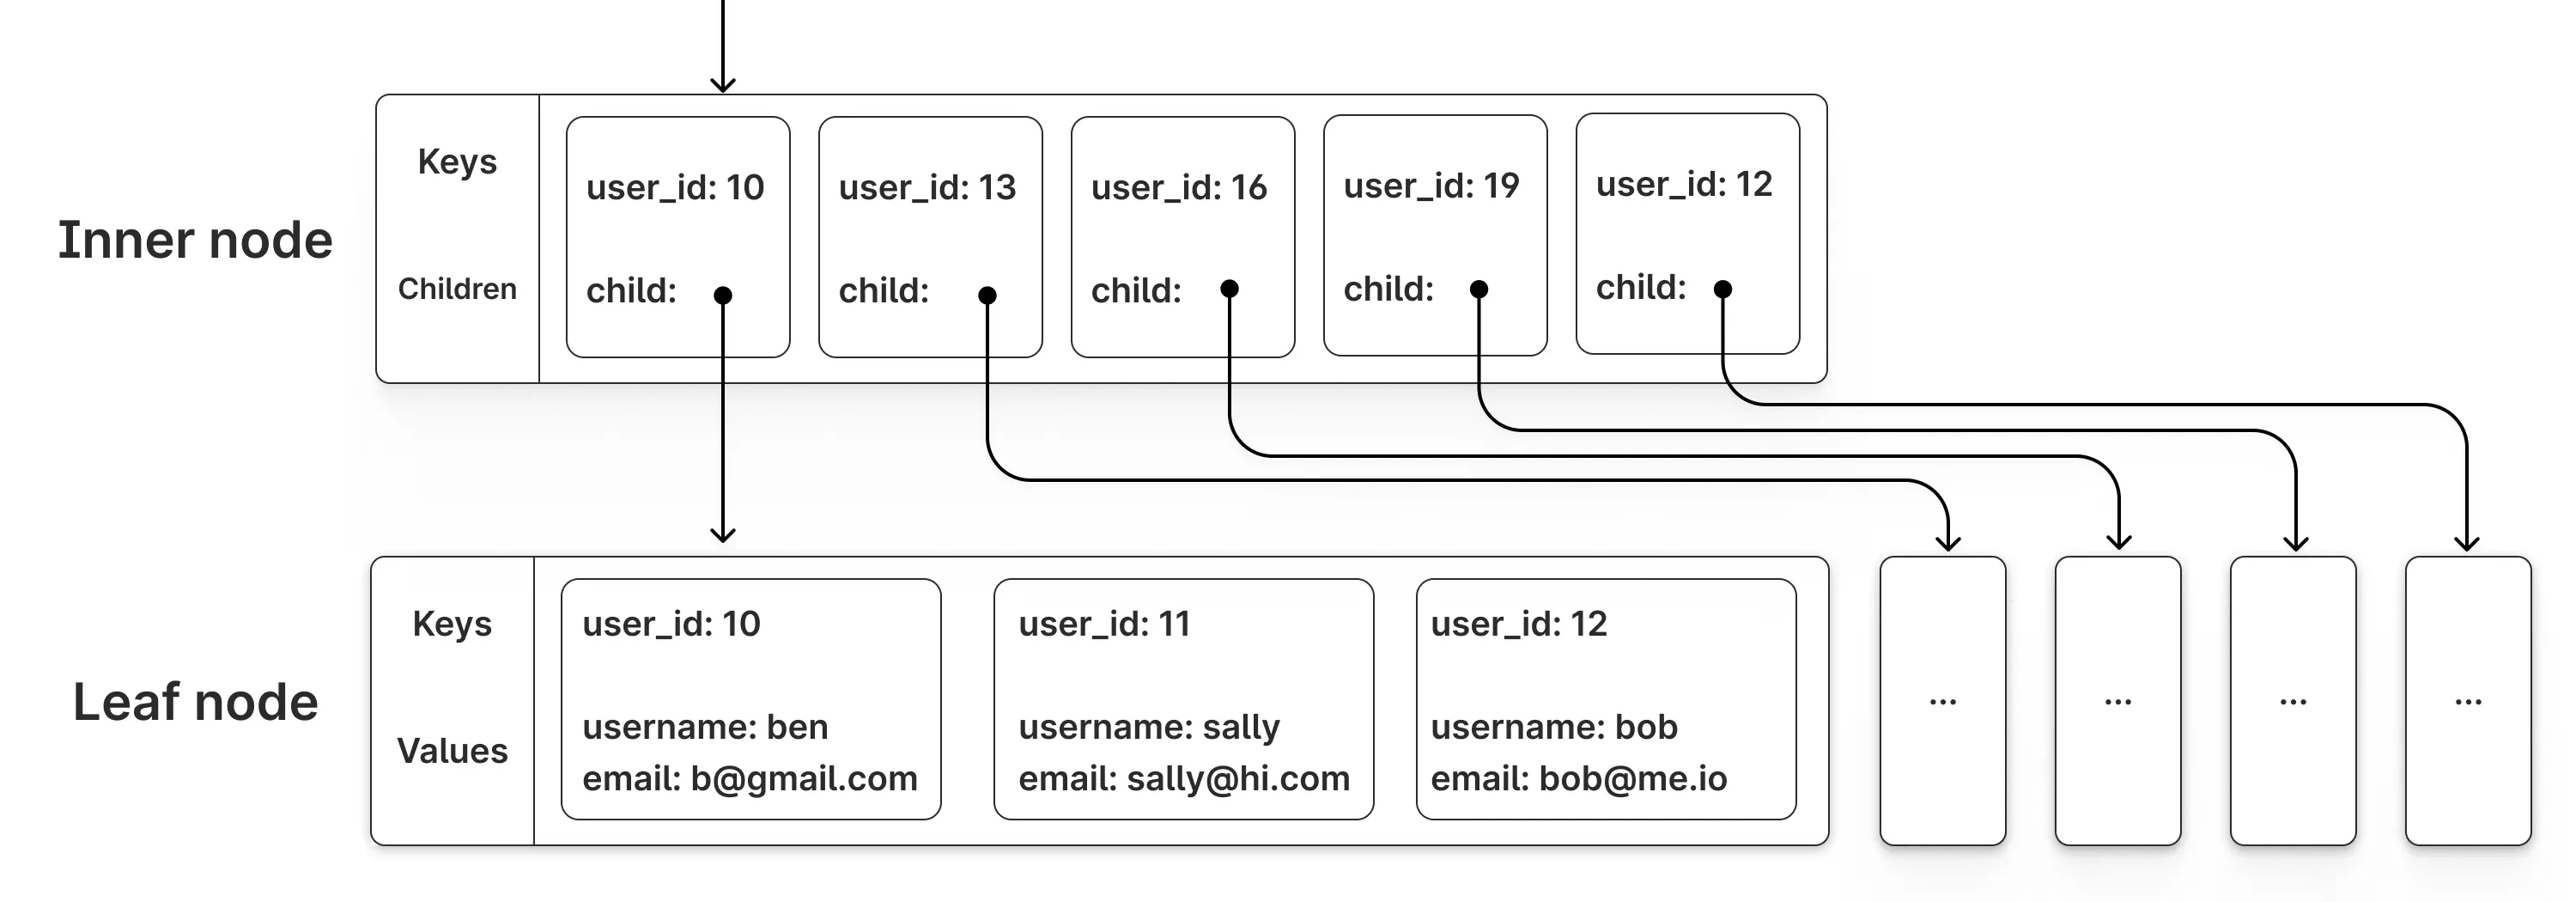 Inner node
Keys
Children
user_id: 10
child:
user_id: 13
child:
user_id: 16
child:
user_id: 19
child:
user_id: 12
child:
Leaf node
Keys
Values
user_id: 10
username: ben
email: b@gmail.com
user_id: 11
username: sally
email: sally@hi.com
user_id: 12
username: bob
email: bob@me.io
...
...
...
...